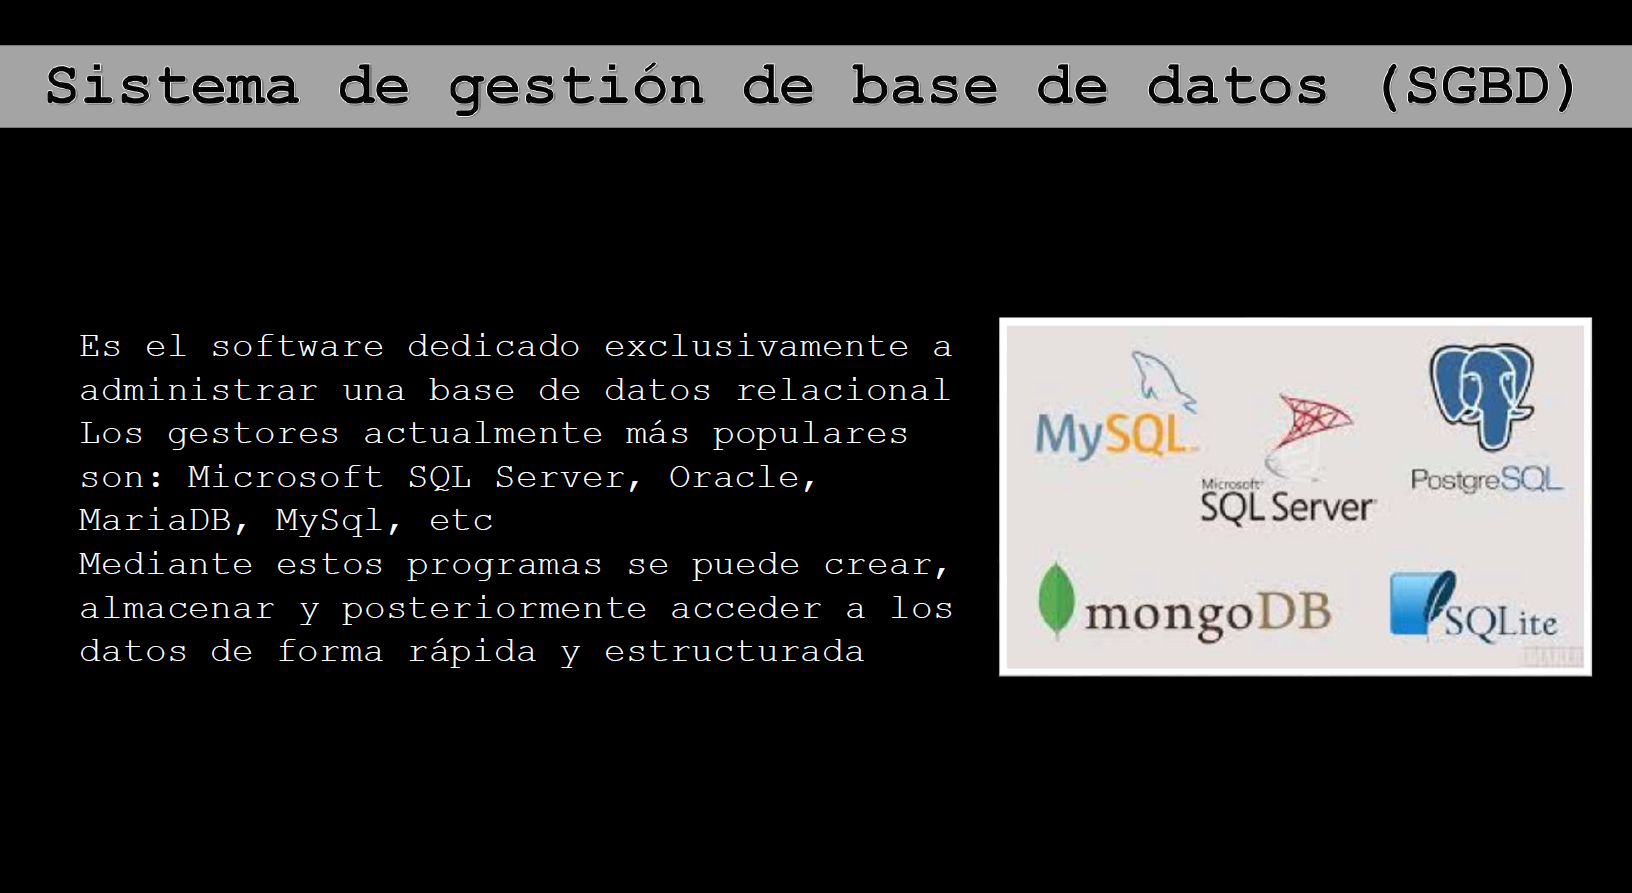 Sistema de gestión de base de datos (SGBD)
Es el software dedicado exclusivamente a
administrar una base de datos relacional
Los gestores actualmente más populares
son: Microsoft SQL Server, Oracle,
MariaDB, MySql, etc
Mediante estos programas se puede crear,
almacenar y posteriormente acceder a los
datos de forma rápida y estructurada
MySQL
Microsoft
SQL Server
PostgreSQL
mongoDB
SQLite